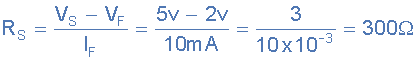 R_S = (V_S − V_F) / I_F = (5v − 2v) / 10mA = 3 / (10x10⁻³) = 300Ω